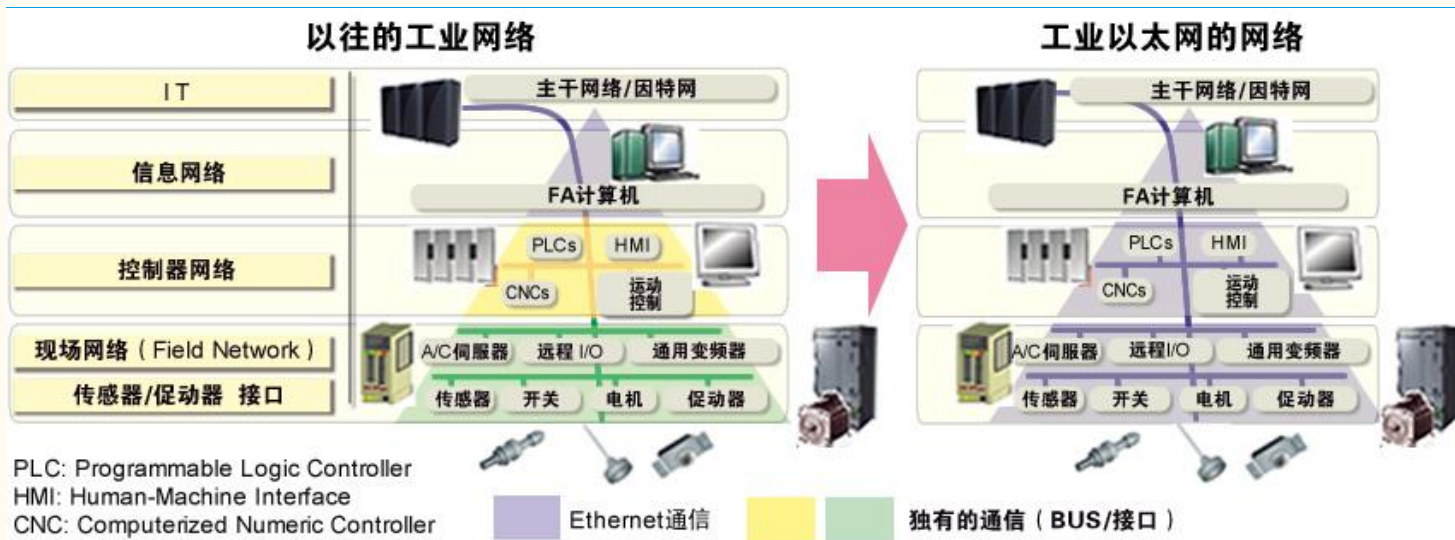 以往的工业网络
IT
信息网络
控制器网络
现场网络（Field Network）
传感器/促动器 接口
主干网络/因特网
FA计算机
PLCs
HMI
CNCs
运动
控制
A/C伺服器
远程 I/O
通用变频器
传感器
开关
电机
促动器
工业以太网的网络
主干网络/因特网
FA计算机
PLCs
HMI
CNCs
运动
控制
A/C伺服器
远程I/O
通用变频器
传感器
开关
电机
促动器
PLC: Programmable Logic Controller
HMI: Human-Machine Interface
CNC: Computerized Numeric Controller
Ethernet通信
独有的通信（BUS/接口）